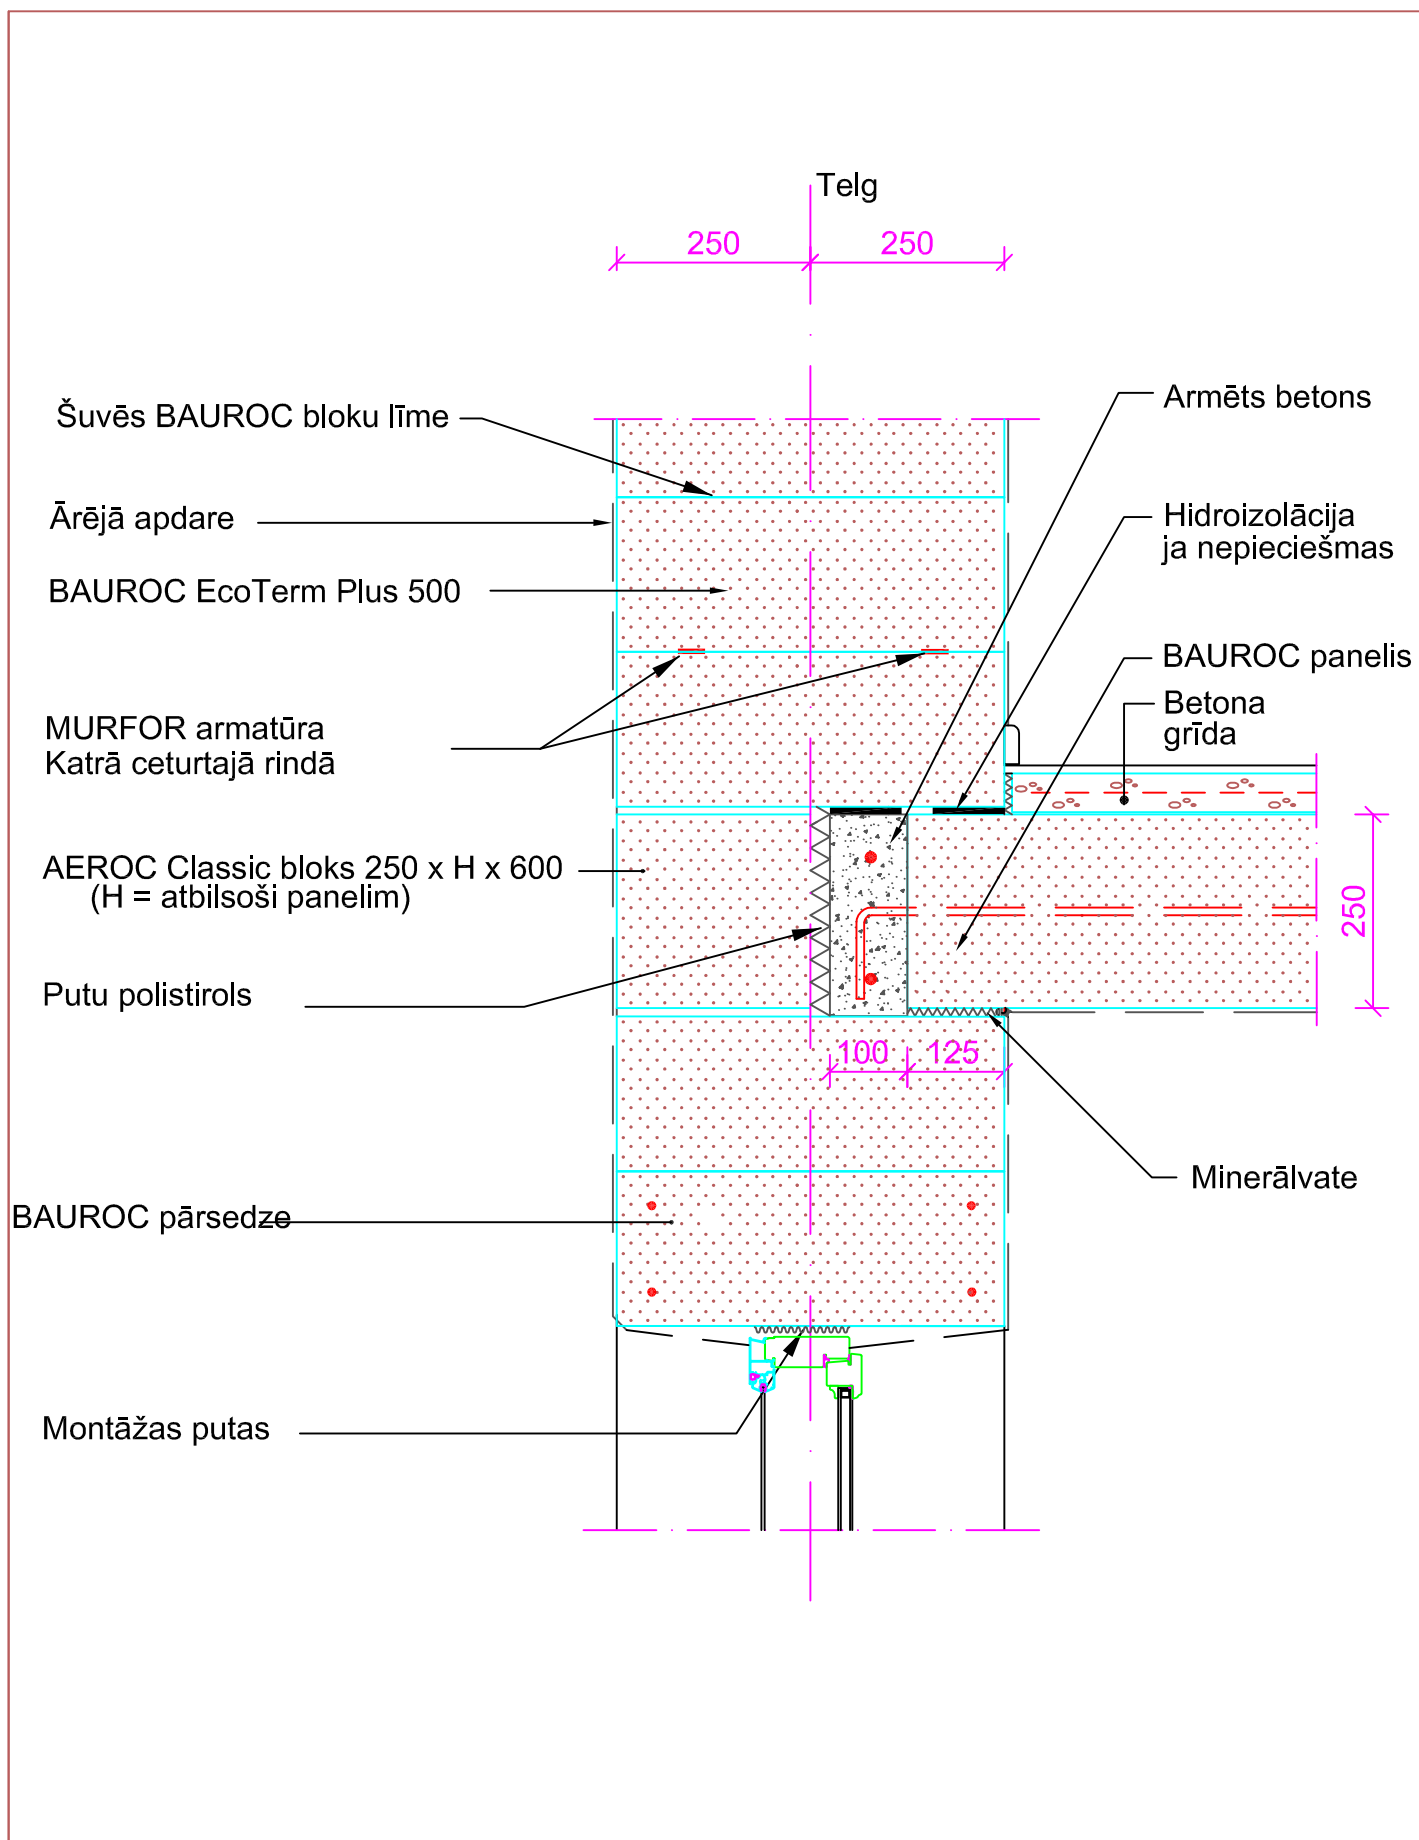 Telg
250
250
Šuvēs BAUROC bloku līme
Armēts betons
Ārējā apdare
Hidroizolācija
ja nepieciešmas
BAUROC EcoTerm Plus 500
BAUROC panelis
Betona
grīda
MURFOR armatūra
Katrā ceturtajā rindā
AEROC Classic bloks 250 x H x 600
(H = atbilsoši panelim)
250
Putu polistirols
100
125
Minerālvate
BAUROC pārsedze
Montāžas putas